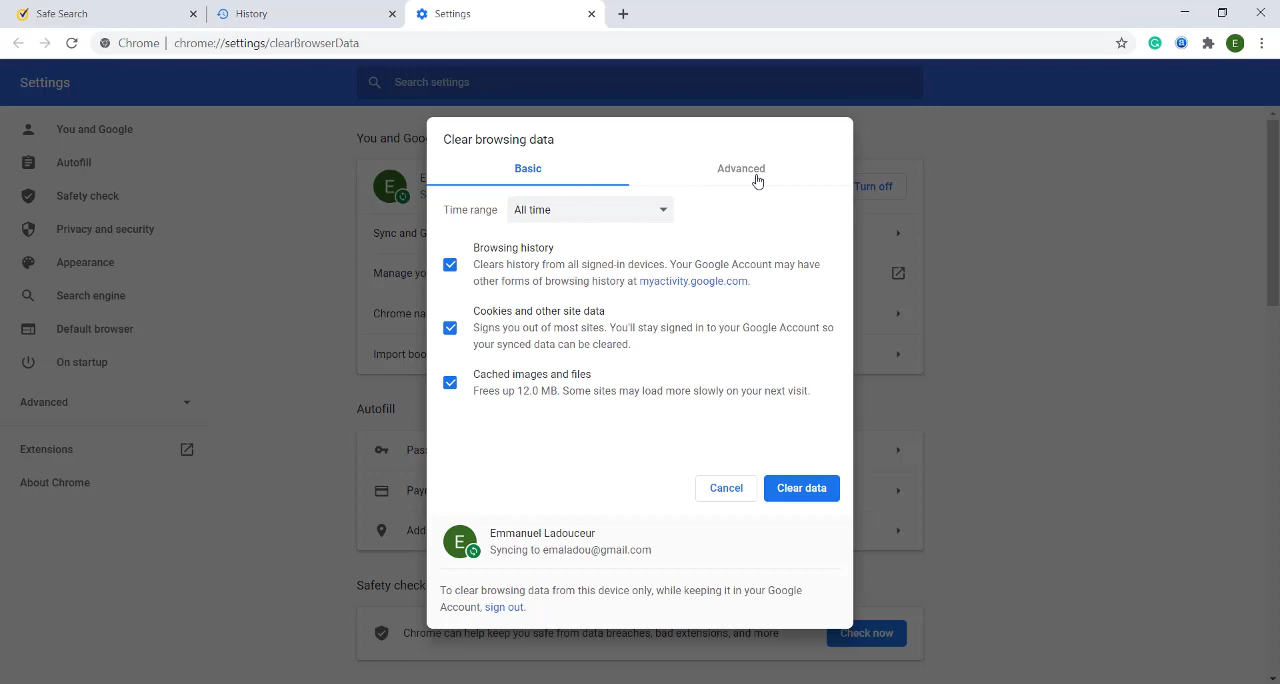 Safe Search
History
Settings
Chrome | chrome://settings/clearBrowserData
E
Settings
Search settings
You and Google
Autofill
Safety check
Privacy and security
Appearance
Search engine
Default browser
On startup
Advanced
Extensions
About Chrome
You and Goo
E
Turn off
Sync and G
Manage yo
Chrome na
Import boo
Autofill
Pas
Pay
Add
Safety check
Chrome can help keep you safe from data breaches, bad extensions, and more
Check now
Clear browsing data
Basic
Advanced
Time range
All time
Browsing history
Clears history from all signed-in devices. Your Google Account may have
other forms of browsing history at myactivity.google.com.
Cookies and other site data
Signs you out of most sites. You'll stay signed in to your Google Account so
your synced data can be cleared.
Cached images and files
Frees up 12.0 MB. Some sites may load more slowly on your next visit.
Cancel
Clear data
E
Emmanuel Ladouceur
Syncing to emaladou@gmail.com
To clear browsing data from this device only, while keeping it in your Google
Account, sign out.